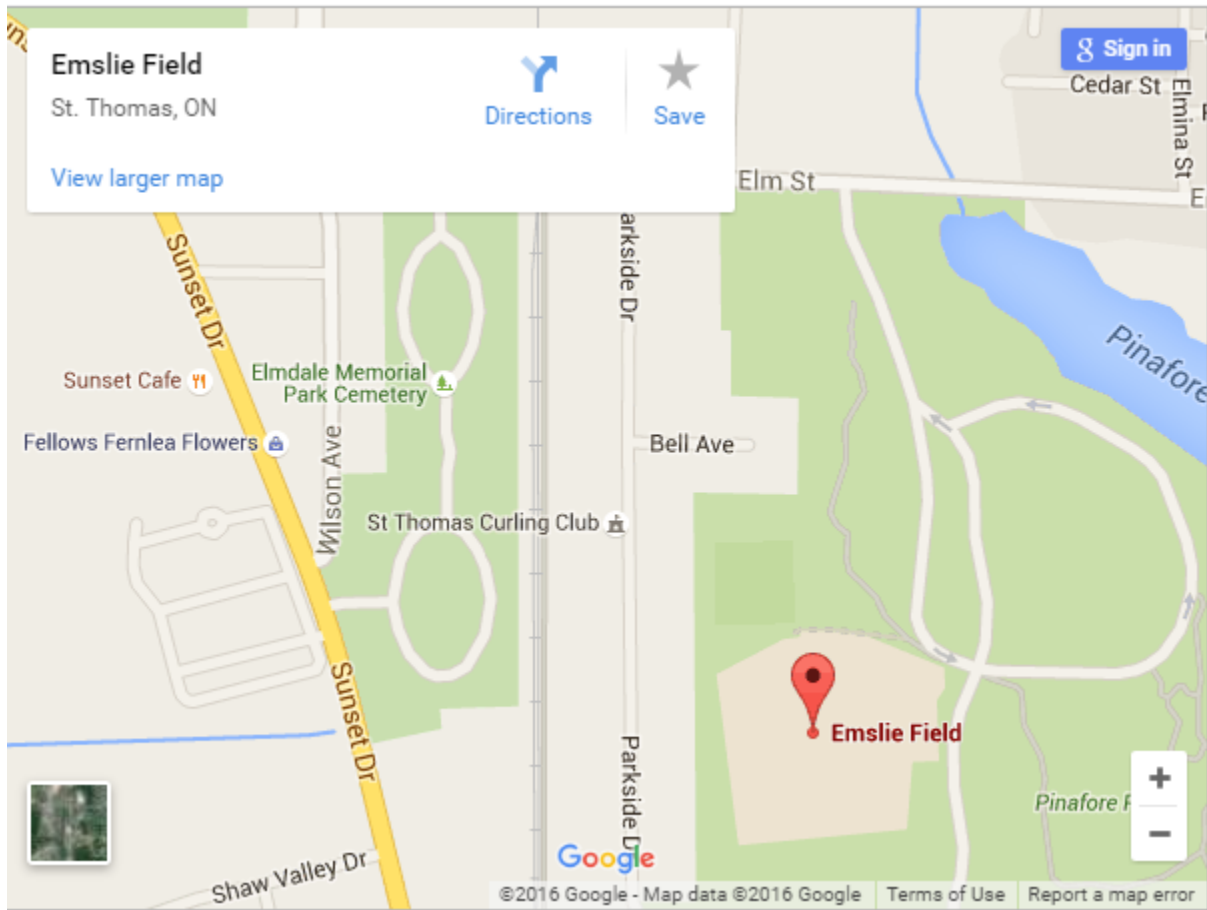 Emslie Field
St. Thomas, ON
View larger map
Directions
Save
g Sign in
Cedar St
Elmina St
Elm St
Sunset Dr
arkside Dr
Pinafore
Sunset Cafe
Elmdale Memorial
Park Cemetery
Fellows Fernlea Flowers
Wilson Ave
Bell Ave
St Thomas Curling Club
Sunset Dr
Emslie Field
Parkside D
Pinafore
+
−
Shaw Valley Dr
Google
©2016 Google - Map data ©2016 Google
Terms of Use
Report a map error